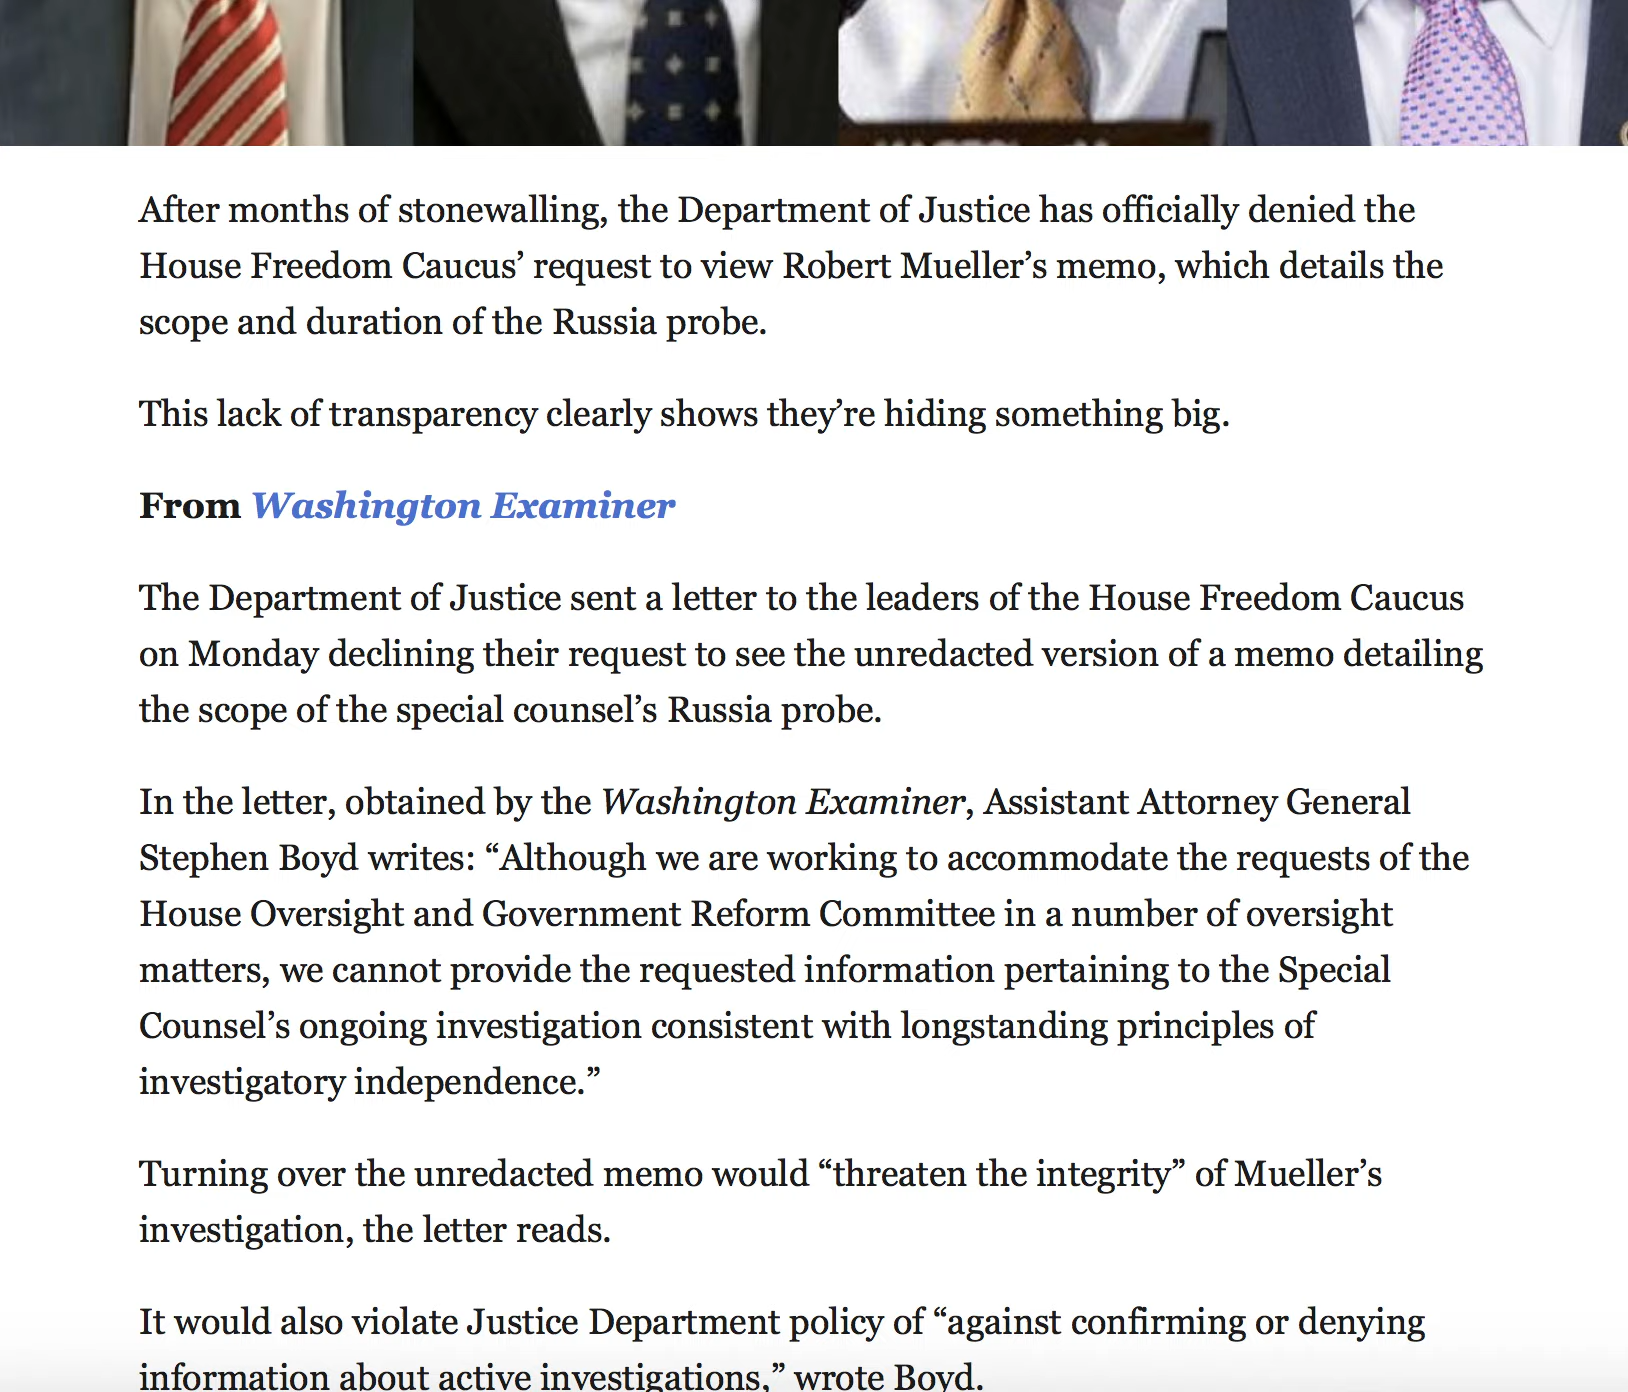 After months of stonewalling, the Department of Justice has officially denied the
House Freedom Caucus’ request to view Robert Mueller’s memo, which details the
scope and duration of the Russia probe.
This lack of transparency clearly shows they’re hiding something big.
From Washington Examiner
The Department of Justice sent a letter to the leaders of the House Freedom Caucus
on Monday declining their request to see the unredacted version of a memo detailing
the scope of the special counsel’s Russia probe.
In the letter, obtained by the Washington Examiner, Assistant Attorney General
Stephen Boyd writes: “Although we are working to accommodate the requests of the
House Oversight and Government Reform Committee in a number of oversight
matters, we cannot provide the requested information pertaining to the Special
Counsel’s ongoing investigation consistent with longstanding principles of
investigatory independence.”
Turning over the unredacted memo would “threaten the integrity” of Mueller’s
investigation, the letter reads.
It would also violate Justice Department policy of “against confirming or denying
information about active investigations,” wrote Boyd.